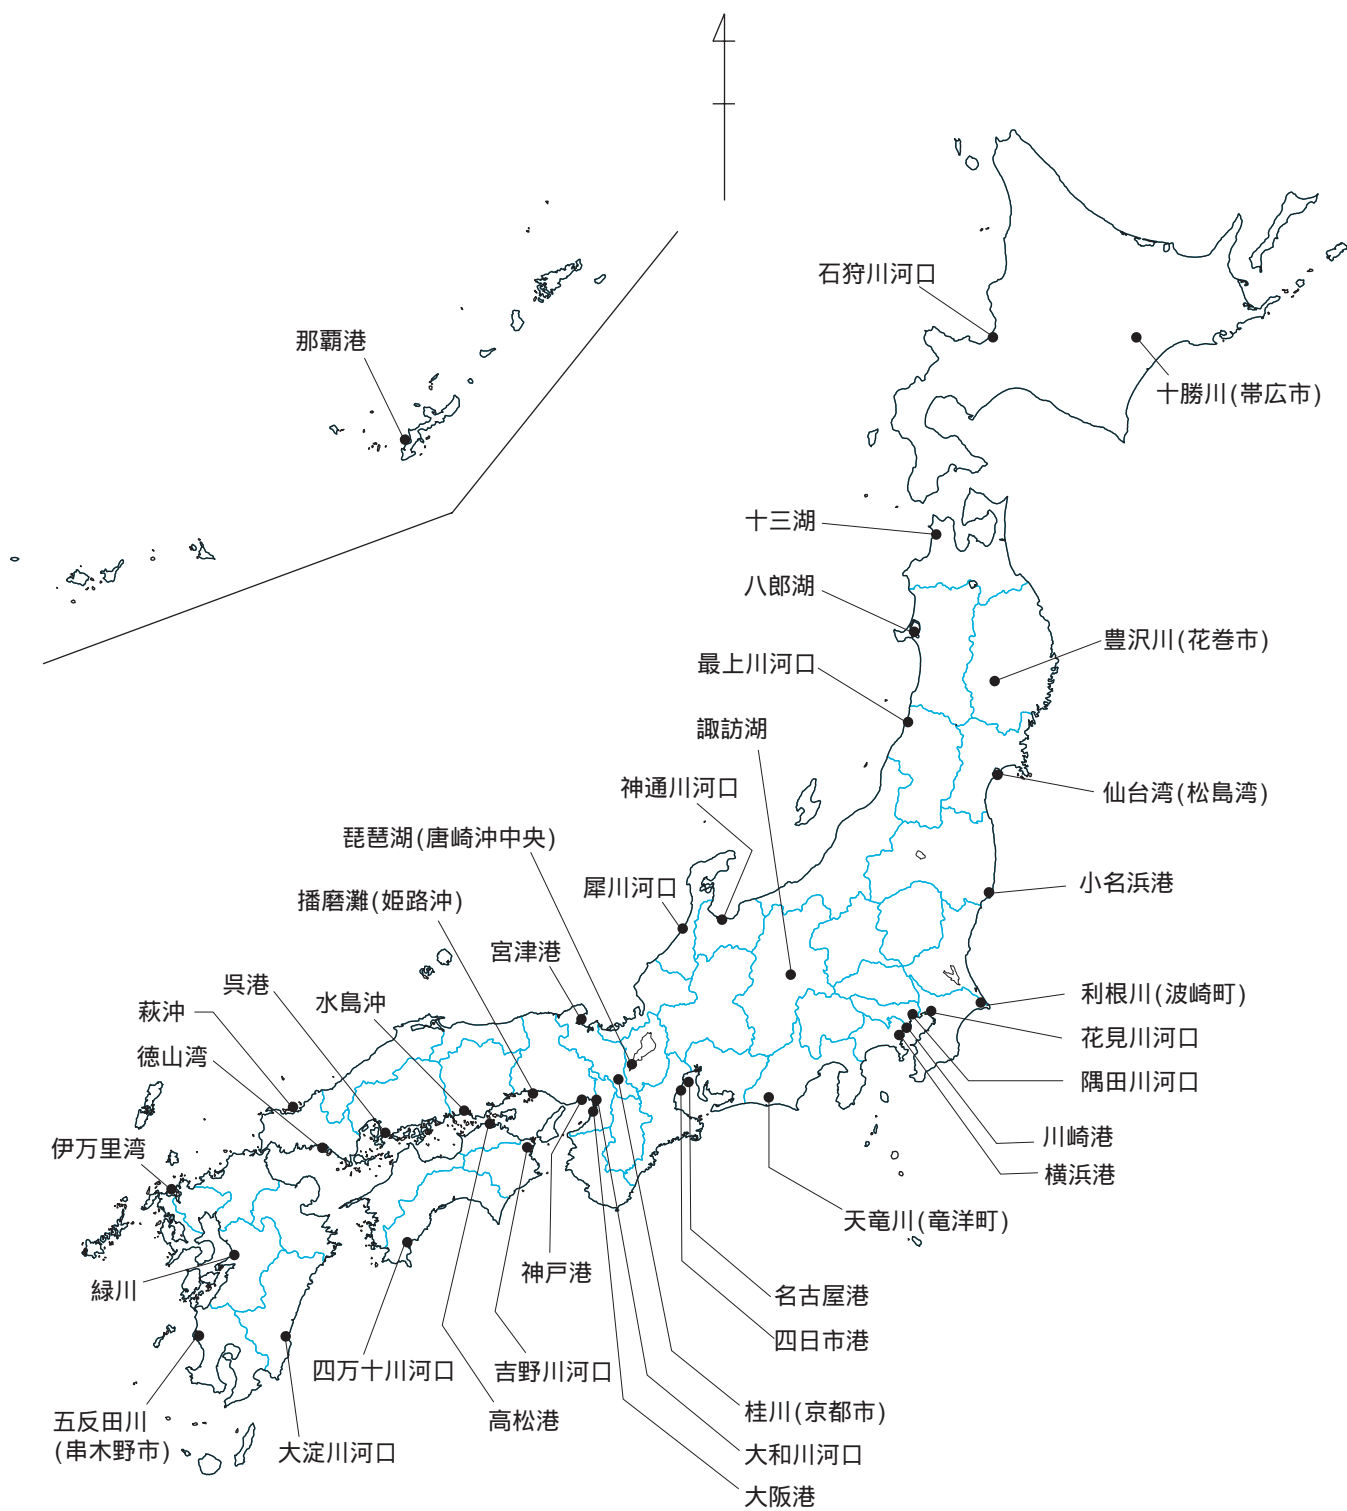 石狩川河口
那覇港
十勝川(帯広市)
十三湖
八郎湖
豊沢川(花巻市)
最上川河口
諏訪湖
神通川河口
仙台湾(松島湾)
琵琶湖(唐崎沖中央)
犀川河口
小名浜港
播磨灘(姫路沖)
宮津港
呉港
水島沖
利根川(波崎町)
萩沖
花見川河口
徳山湾
隅田川河口
川崎港
伊万里湾
横浜港
天竜川(竜洋町)
神戸港
緑川
名古屋港
四日市港
四万十川河口
吉野川河口
高松港
桂川(京都市)
五反田川
(串木野市)
大淀川河口
大和川河口
大阪港